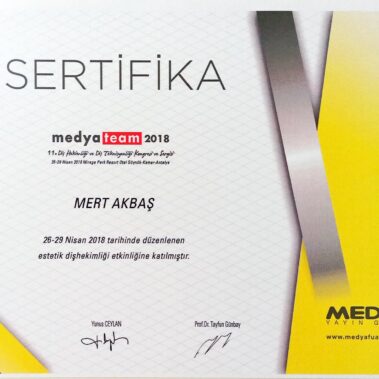 SERTİFİKA
medyateam 2018
11. Diş Hekimliği ve Diş Teknisyenliği Kongresi ve Sergisi
26-29 Nisan 2018 Mirage Park Resort Otel Göynük-Kemer-Antalya
MERT AKBAŞ
26-29 Nisan 2018 tarihinde düzenlenen
estetik dişhekimliği etkinliğine katılmıştır.
Yunus CEYLAN
Prof.Dr. Tayfun Günbay
MED
YAYIN G
www.medyafua